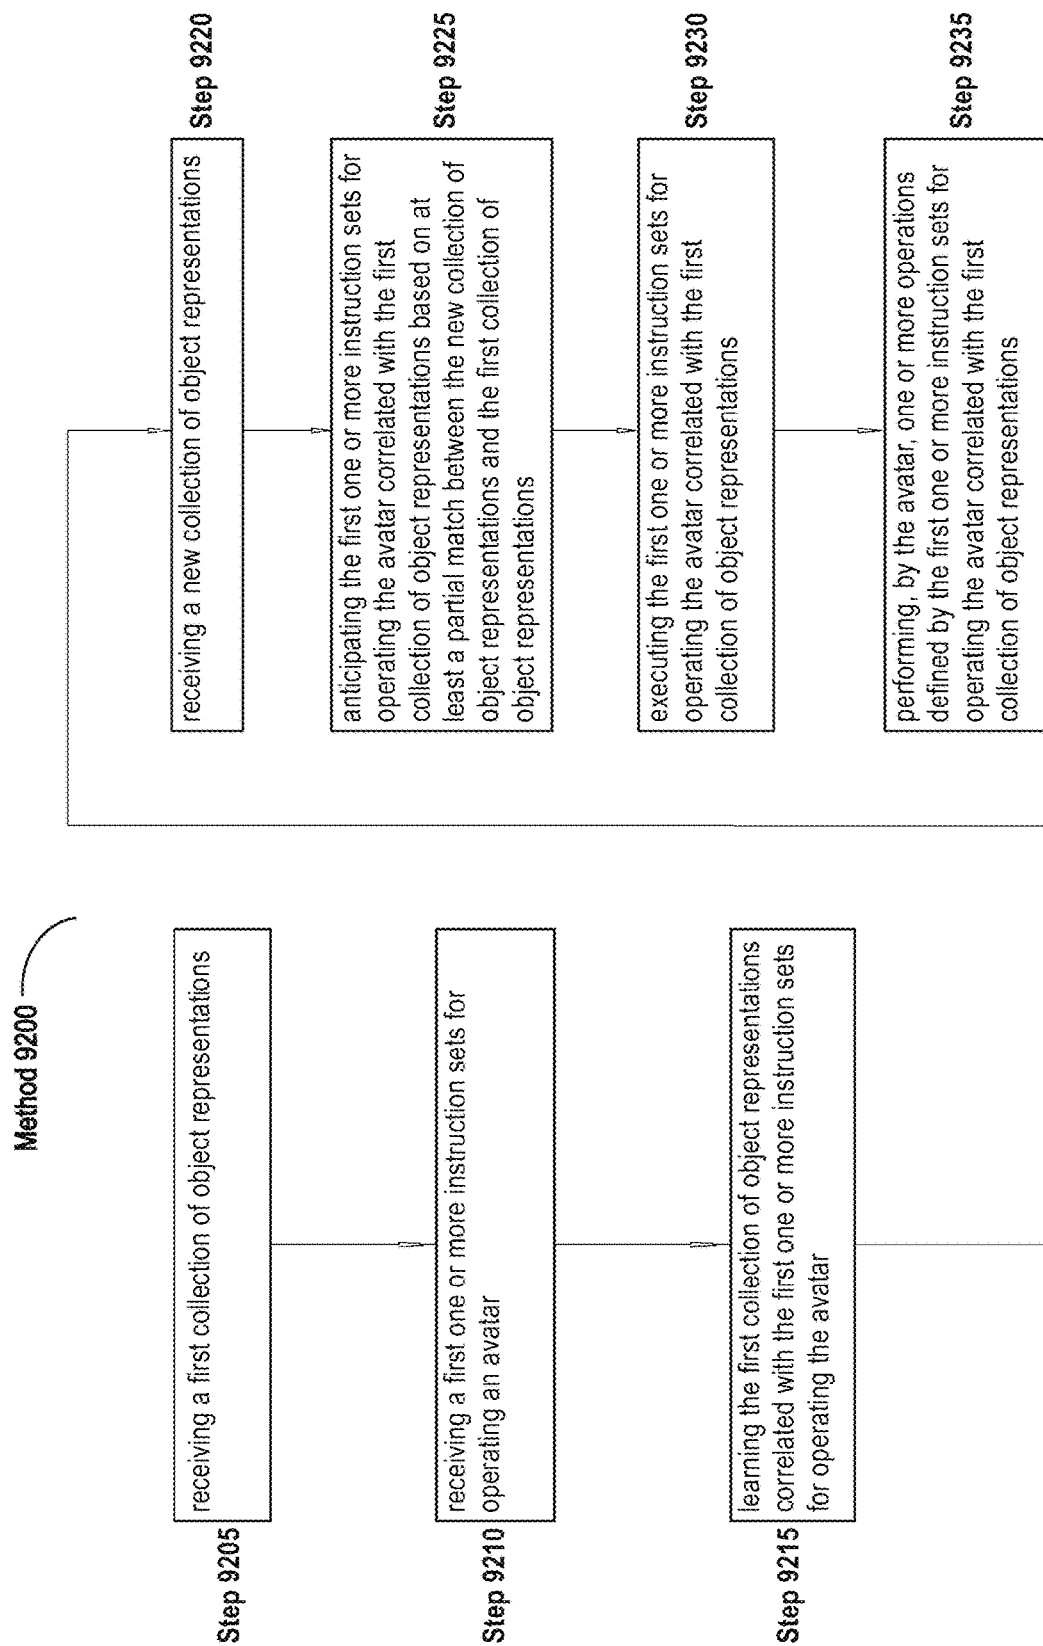 Method 9200
Step 9205
receiving a first collection of object representations
Step 9210
receiving a first one or more instruction sets for
operating an avatar
Step 9215
learning the first collection of object representations
correlated with the first one or more instruction sets
for operating the avatar
receiving a new collection of object representations
Step 9220
anticipating the first one or more instruction sets for
operating the avatar correlated with the first
collection of object representations based on at
least a partial match between the new collection of
object representations and the first collection of
object representations
Step 9225
executing the first one or more instruction sets for
operating the avatar correlated with the first
collection of object representations
Step 9230
performing, by the avatar, one or more operations
defined by the first one or more instruction sets for
operating the avatar correlated with the first
collection of object representations
Step 9235